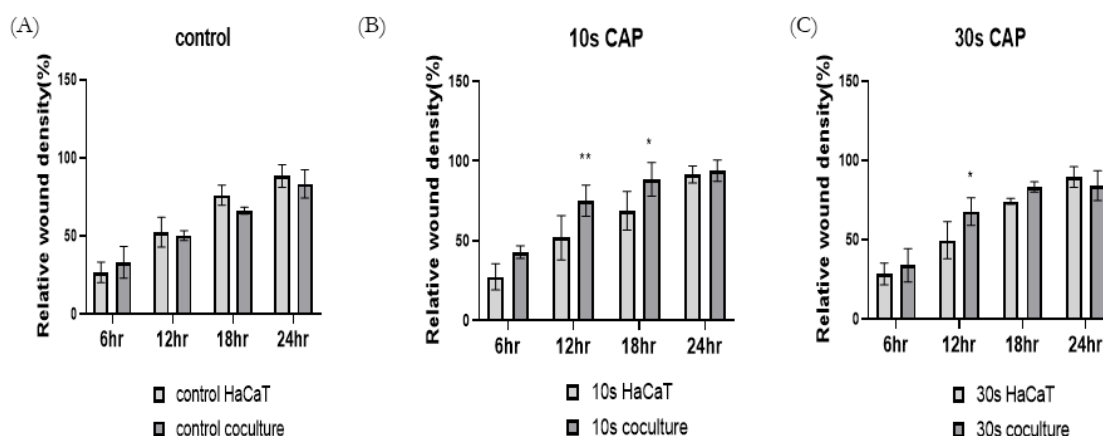 (A)
control
Relative wound density(%)
150
100
50
0
6hr 12hr 18hr 24hr
control HaCaT
control coculture
(B)
10s CAP
Relative wound density(%)
150
100
50
0
**
*
6hr 12hr 18hr 24hr
10s HaCaT
10s coculture
(C)
30s CAP
Relative wound density(%)
150
100
50
0
*
6hr 12hr 18hr 24hr
30s HaCaT
30s coculture